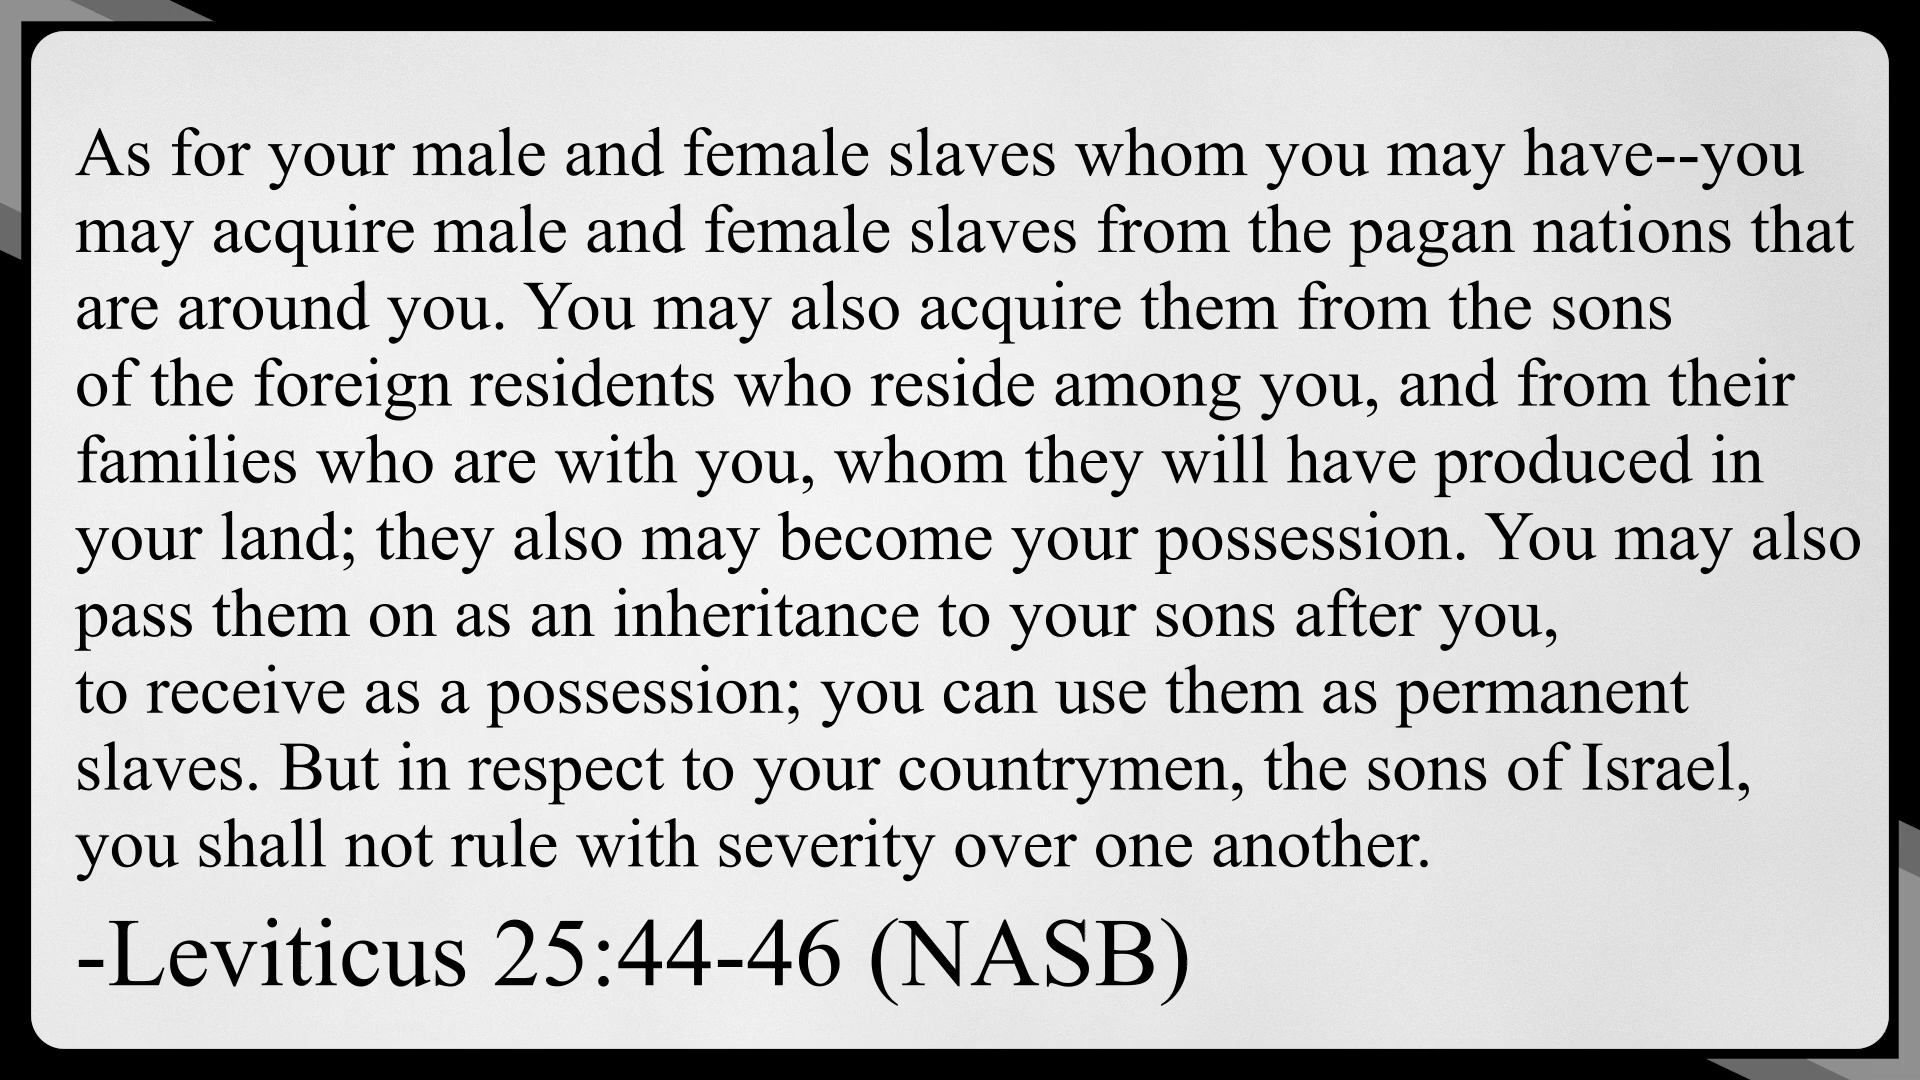 As for your male and female slaves whom you may have--you
may acquire male and female slaves from the pagan nations that
are around you. You may also acquire them from the sons
of the foreign residents who reside among you, and from their
families who are with you, whom they will have produced in
your land; they also may become your possession. You may also
pass them on as an inheritance to your sons after you,
to receive as a possession; you can use them as permanent
slaves. But in respect to your countrymen, the sons of Israel,
you shall not rule with severity over one another.
-Leviticus 25:44-46 (NASB)